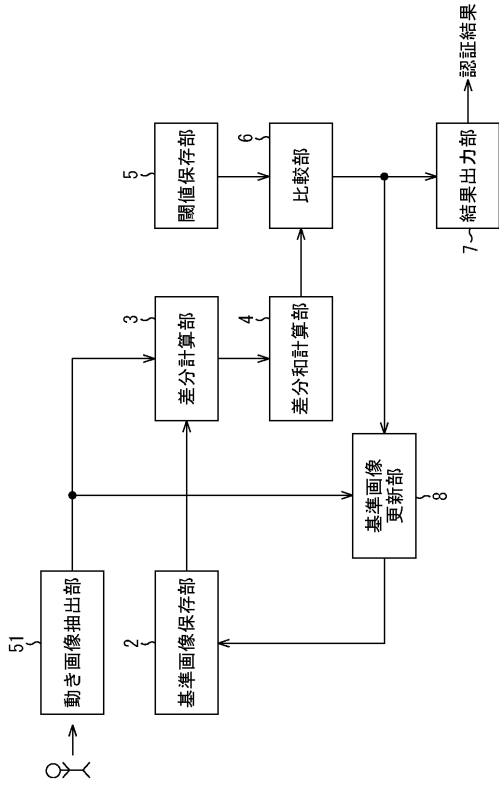 51
動き画像抽出部
2
基準画像保存部
3
差分計算部
4
差分和計算部
5
閾値保存部
6
比較部
7
結果出力部
認証結果
8
基準画像
更新部